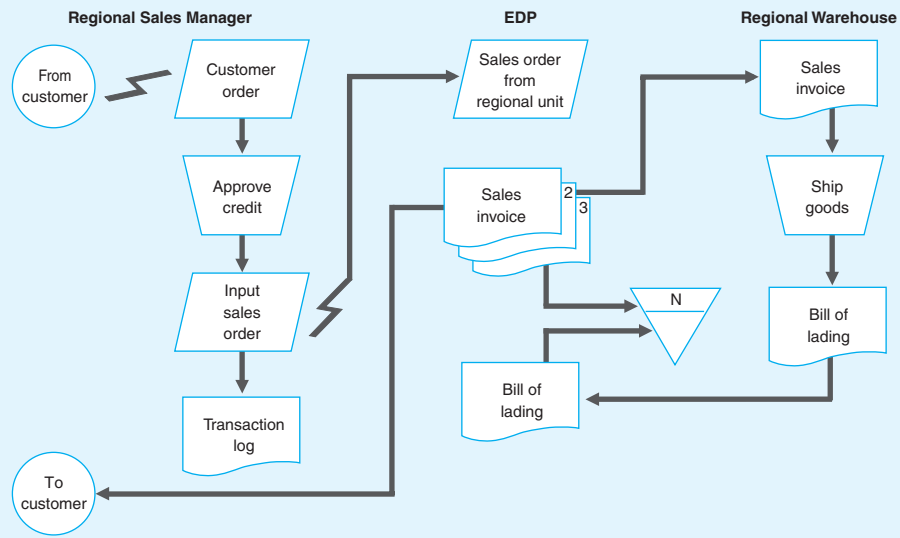 Regional Sales Manager
EDP
Regional Warehouse
From
customer
Customer
order
Sales order
from
regional unit
Sales
invoice
Approve
credit
Sales
invoice
2
3
Ship
goods
Input
sales
order
N
Bill of
lading
Transaction
log
Bill of
lading
To
customer